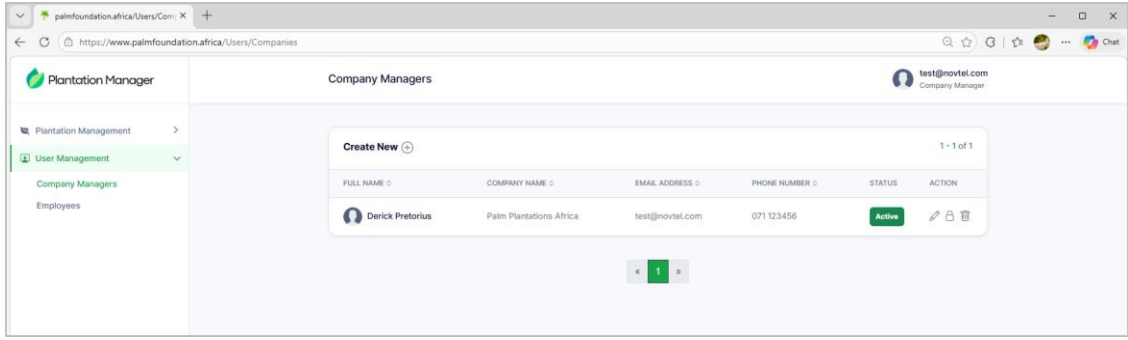 palmfoundation.africa/Users/Com
https://www.palmfoundation.africa/Users/Companies
Chat
Plantation Manager
Company Managers
test@novtel.com
Company Manager
Plantation Management
User Management
Company Managers
Employees
Create New
1 - 1 of 1
FULL NAME COMPANY NAME EMAIL ADDRESS PHONE NUMBER STATUS ACTION
Derick Pretorius Palm Plantations Africa test@novtel.com 071 123456 Active
« 1 »